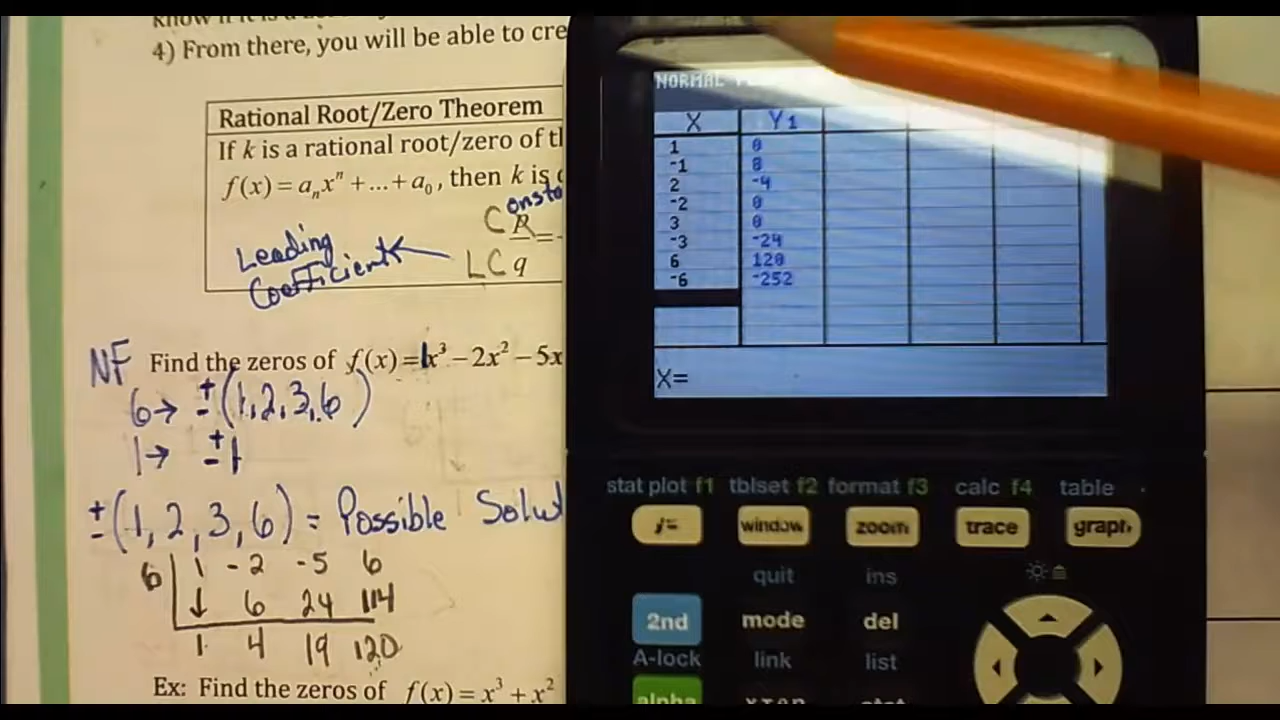 4) From there, you will be able to cre
Rational Root/Zero Theorem
If k is a rational root/zero of th
f(x) = aₙxⁿ + ... + a₀, then k is
Consto
P
LC q
=
Leading
Coefficient
NF Find the zeros of f(x) = 1x³ − 2x² − 5x
6→ ±(1,2,3,6)
1→ ±1
±(1, 2, 3, 6) = Possible Solut
6 1 -2 -5 6
↓ 6 24 114
1 4 19 120
Ex: Find the zeros of f(x) = x³ + x²
NORMAL
X Y1
1 0
-1 8
2 -4
-2 0
3 0
-3 -24
6 120
-6 -252
X=
stat plot f1 tblset f2 format f3 calc f4 table
y= window zoom trace graph
quit ins
2nd mode del
A-lock link list
alpha